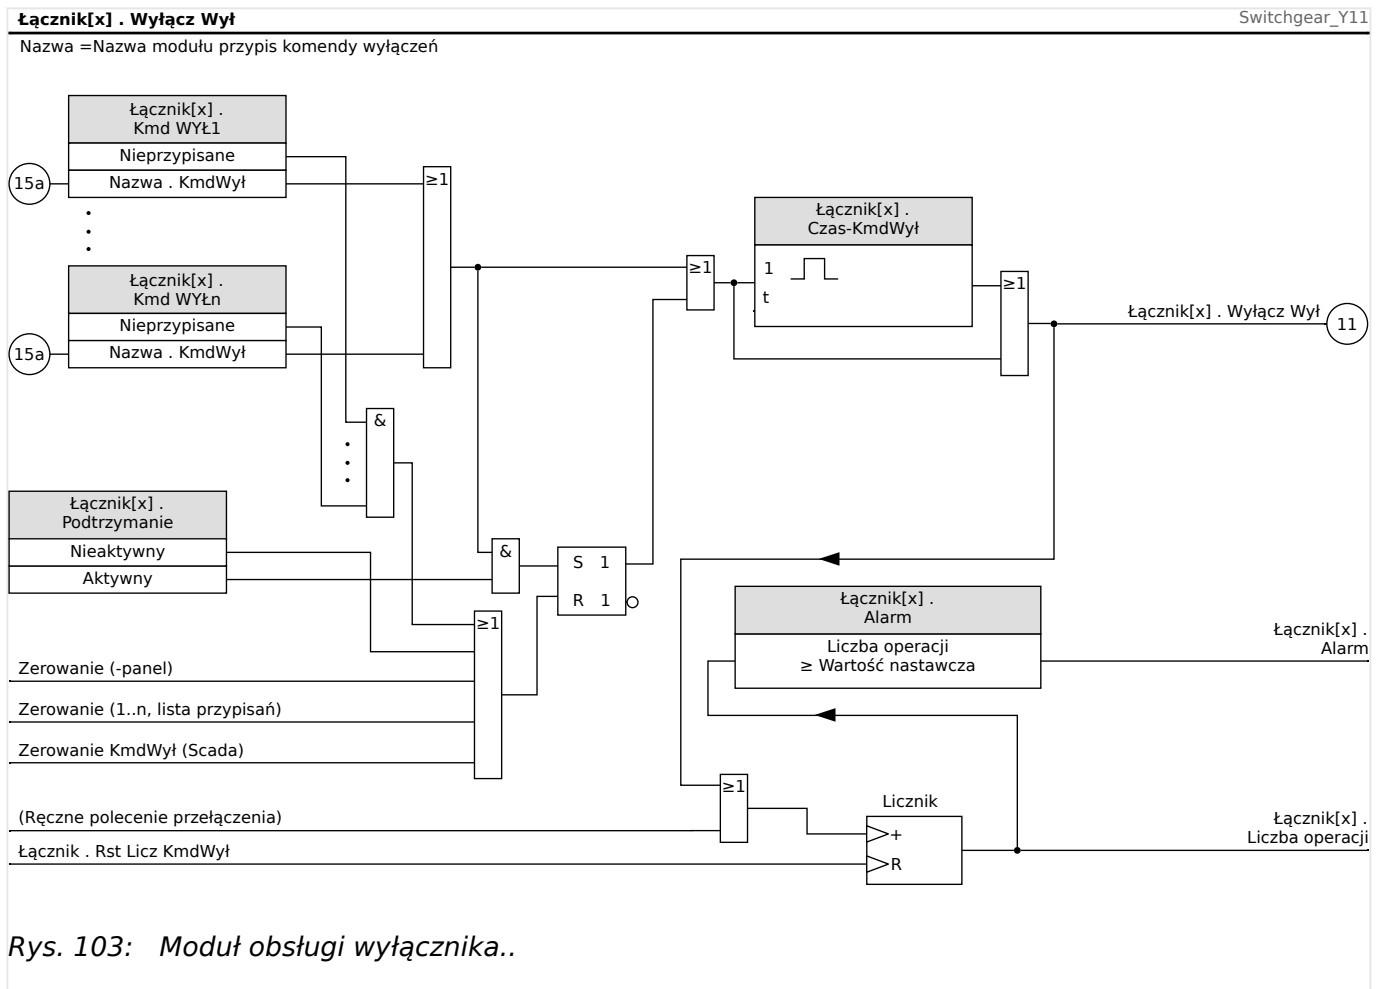 Łącznik[x] . Wyłącz Wył
Switchgear_Y11
Nazwa =Nazwa modułu przypis komendy wyłączeń
Łącznik[x] .
Kmd WYŁ1
Nieprzypisane
15a
Nazwa . KmdWył
≥1
Łącznik[x] .
Kmd WYŁn
Nieprzypisane
15a
Nazwa . KmdWył
≥1
Łącznik[x] .
Czas-KmdWył
1
t
≥1
Łącznik[x] . Wyłącz Wył
11
&
Łącznik[x] .
Podtrzymanie
Nieaktywny
Aktywny
&
S 1
R 1
≥1
Łącznik[x] .
Alarm
Liczba operacji
≥ Wartość nastawcza
Łącznik[x] .
Alarm
Zerowanie (-panel)
Zerowanie (1..n, lista przypisań)
Zerowanie KmdWył (Scada)
≥1
Licznik
(Ręczne polecenie przełączenia)
+
Łącznik[x] .
Liczba operacji
Łącznik . Rst Licz KmdWył
R
Rys. 103: Moduł obsługi wyłącznika..